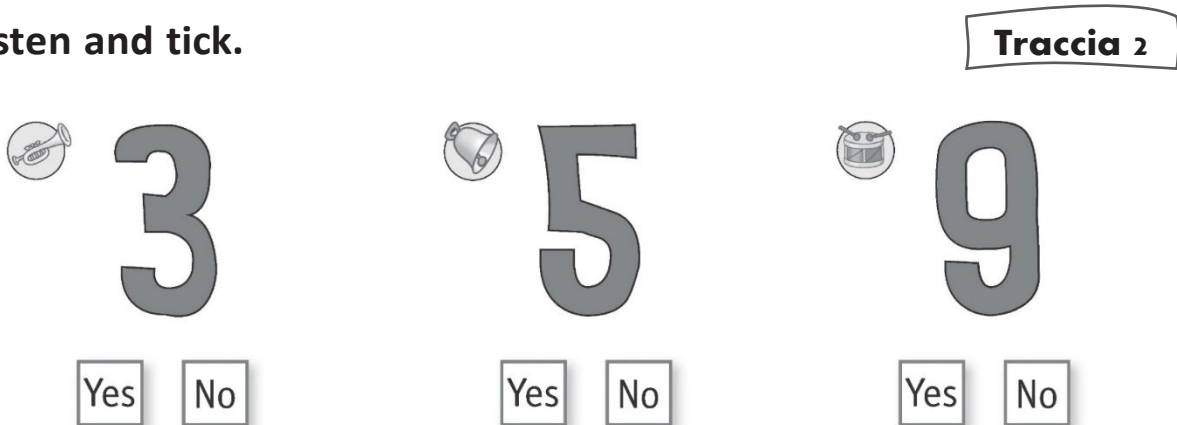 sten and tick.
Traccia 2
3 5 9
Yes No Yes No Yes No